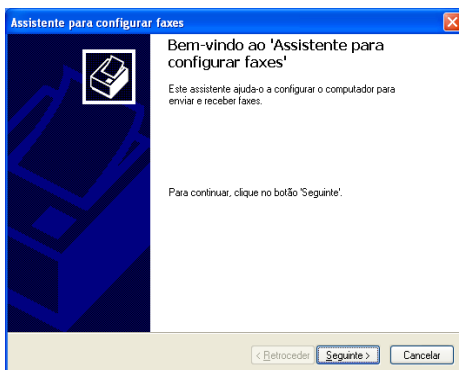 Assistente para configurar faxes
Bem-vindo ao 'Assistente para
configurar faxes'
Este assistente ajuda-o a configurar o computador para
enviar e receber faxes.
Para continuar, clique no botão 'Seguinte'.
< Retroceder
Seguinte >
Cancelar